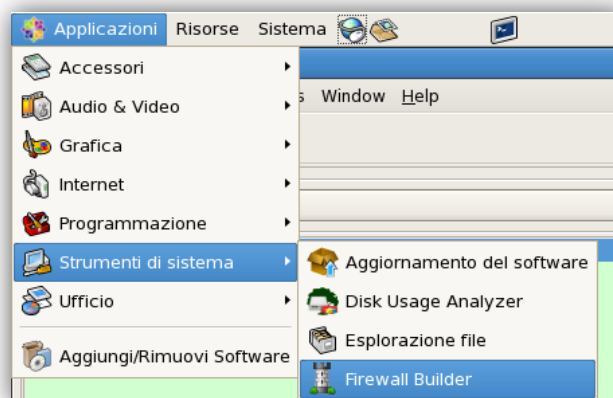 Applicazioni Risorse Sistema
Accessori
s Window Help
Audio & Video
Grafica
Internet
Programmazione
Strumenti di sistema
Aggiornamento del software
Ufficio
Disk Usage Analyzer
Esplorazione file
Aggiungi/Rimuovi Software
Firewall Builder